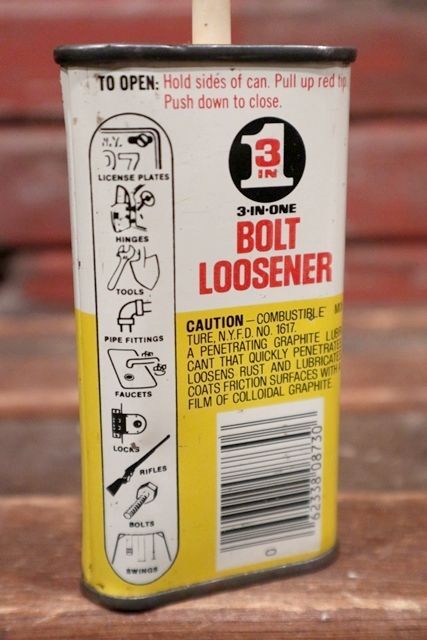 TO OPEN: Hold sides of can. Pull up red tip
Push down to close.
N.Y.
07
LICENSE PLATES
HINGES
TOOLS
PIPE FITTINGS
FAUCETS
LOCKS
RIFLES
BOLTS
SWINGS
1
3
IN
3-IN-ONE
BOLT
LOOSENER
CAUTION – COMBUSTIBLE
TURE, N.Y.F.D. NO. 1617.
A PENETRATING GRAPHITE LUBRI
CANT THAT QUICKLY PENETRATES
LOOSENS RUST AND LUBRICATES
COATS FRICTION SURFACES WITH A
FILM OF COLLOIDAL GRAPHITE
62338 08730
0